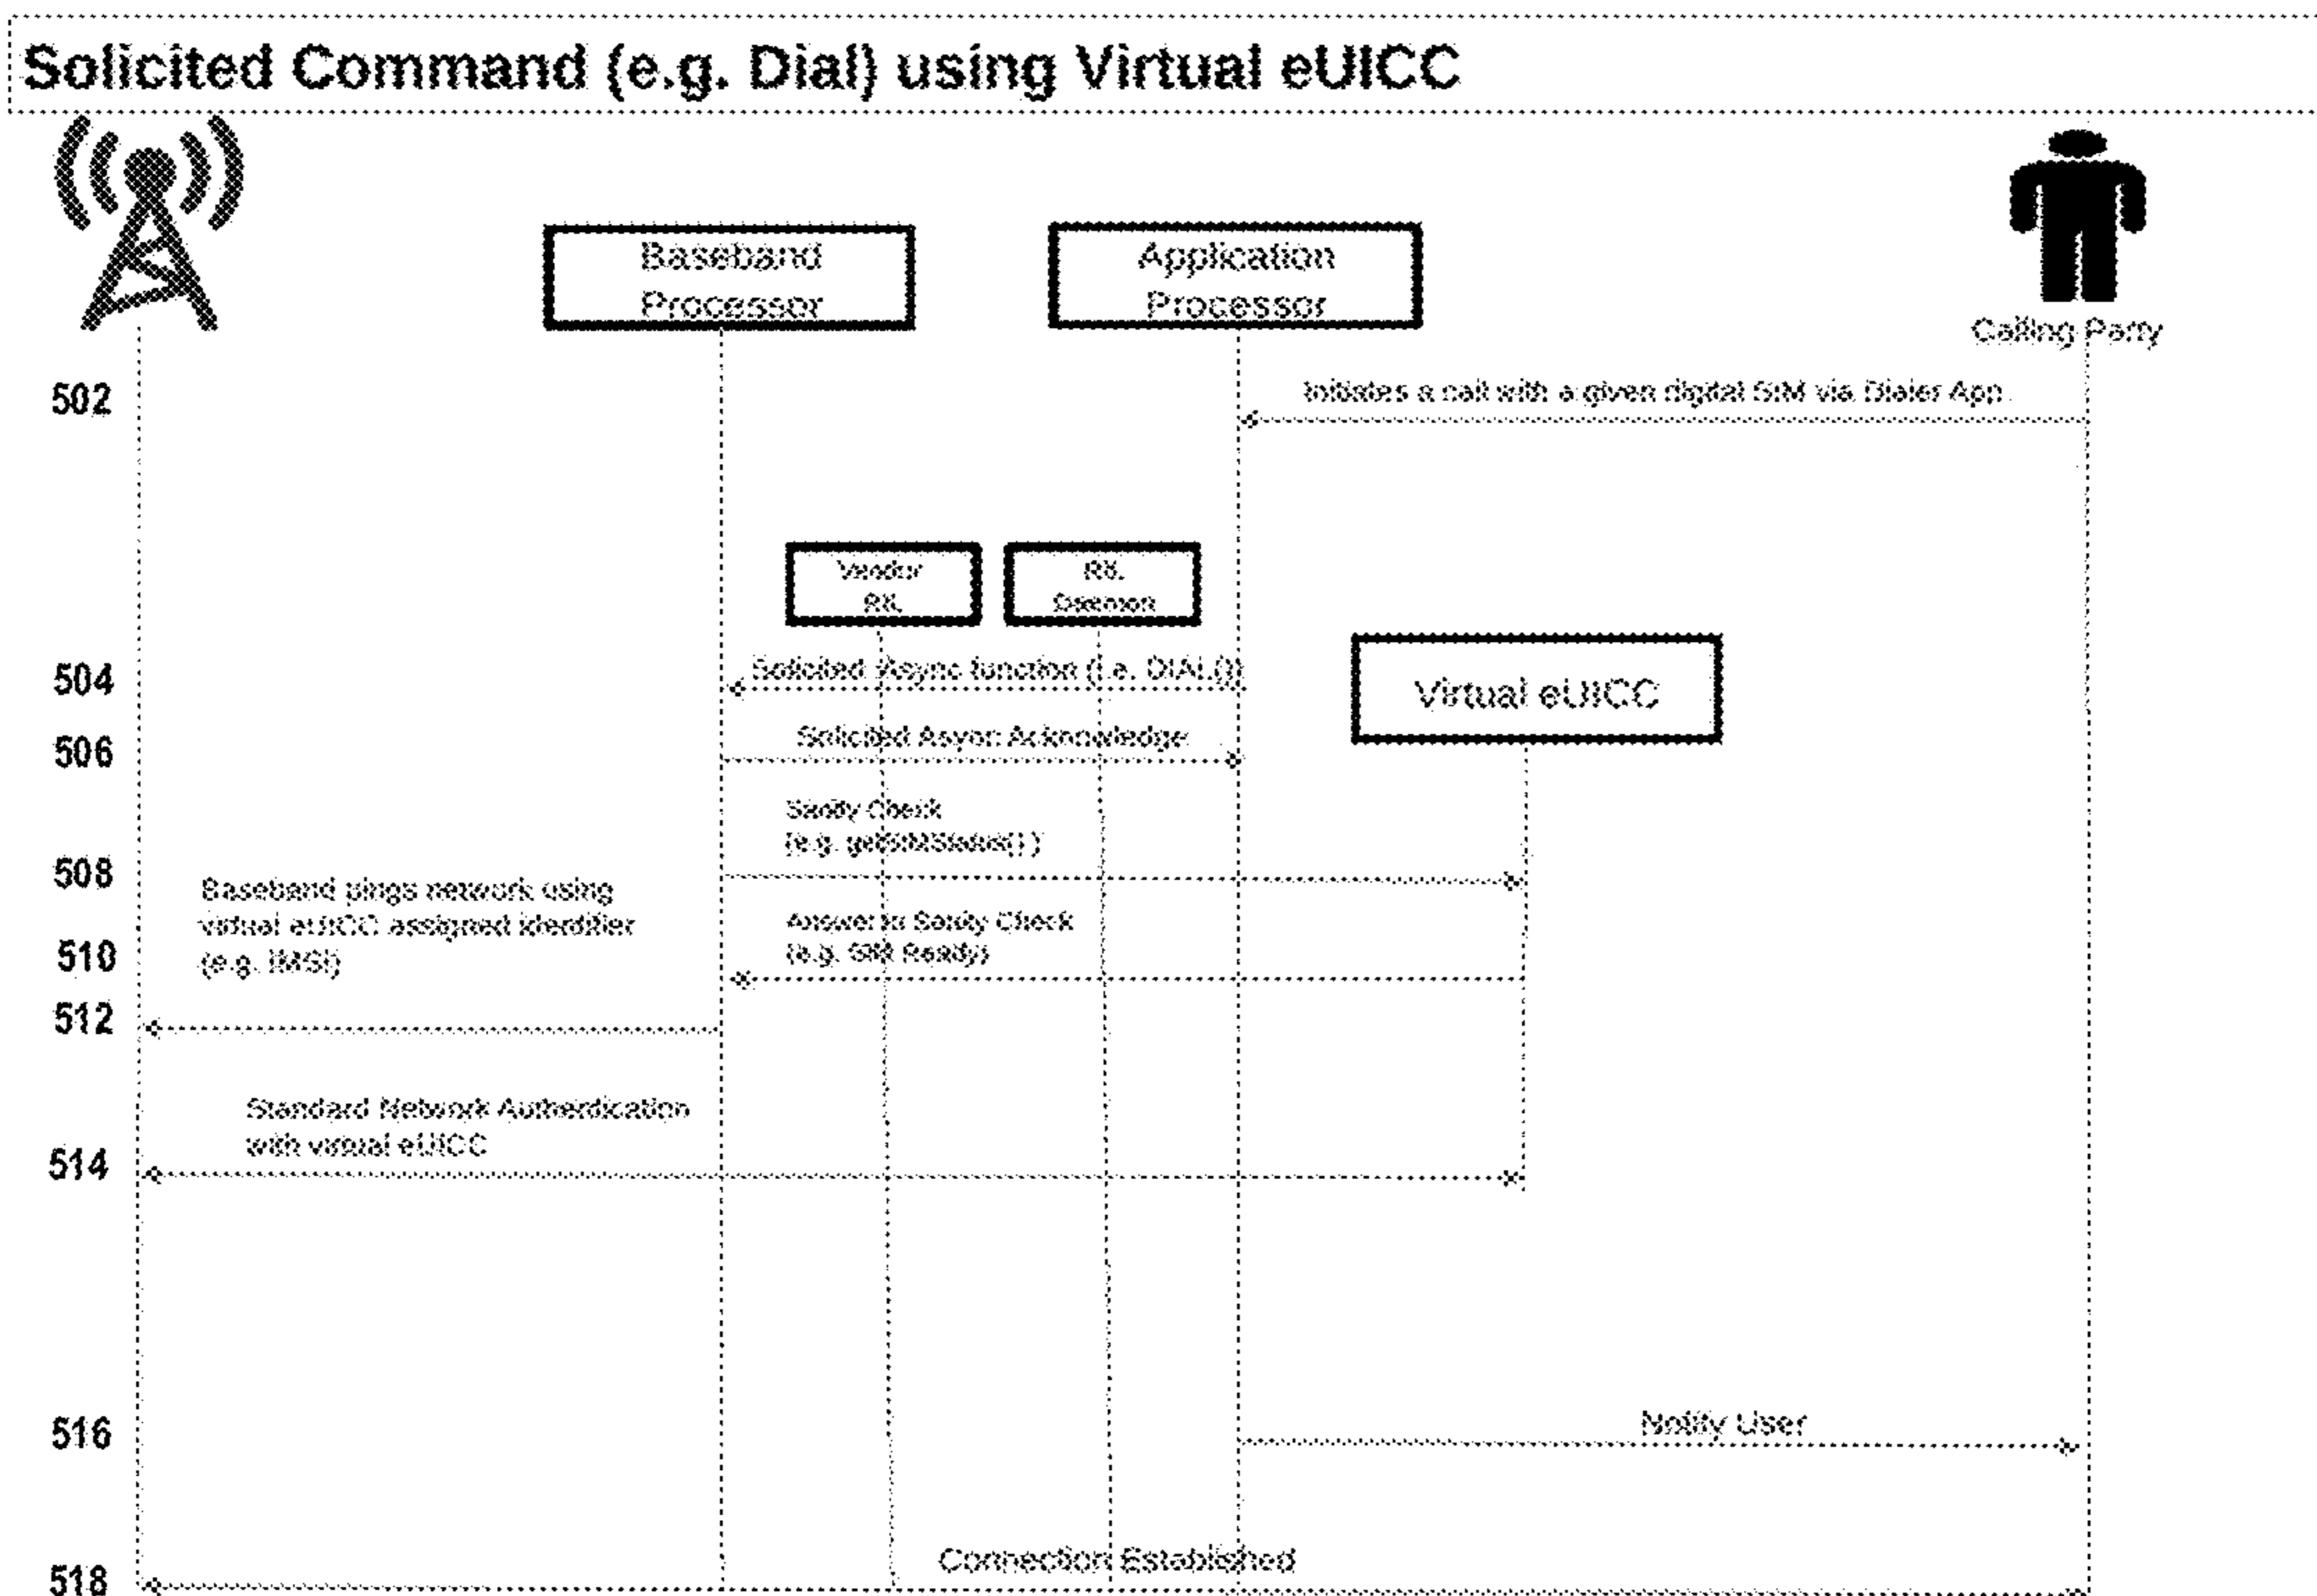 Solicited Command (e.g. Dial) using Virtual eUICC
Baseband
Processor
Application
Processor
Calling Party
502
Initiates a call with a given digital SIM via Dialer App
Vendor
RIL
RIL
Daemon
504
Solicited Async function (i.e. DIAL())
Virtual eUICC
506
Solicited Async Acknowledge
Sanity Check
(e.g. getSIMStatus() )
508
Baseband pings network using
virtual eUICC assigned identifier
(e.g. IMSI)
Answer to Sanity Check
(e.g. SIM Ready)
510
512
Standard Network Authentication
with virtual eUICC
514
516
Notify User
Connection Established
518